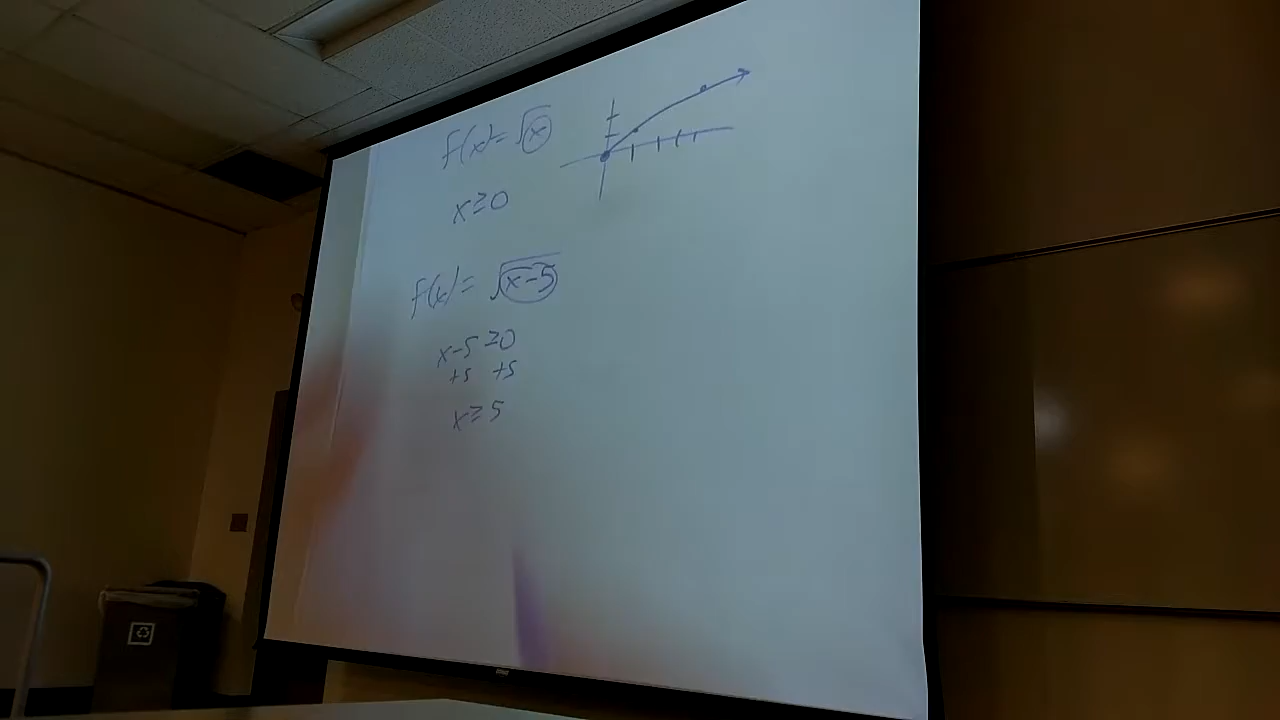 f(x) = √x
x ≥ 0
f(x) = √x-5
x-5 ≥ 0
+5 +5
x ≥ 5